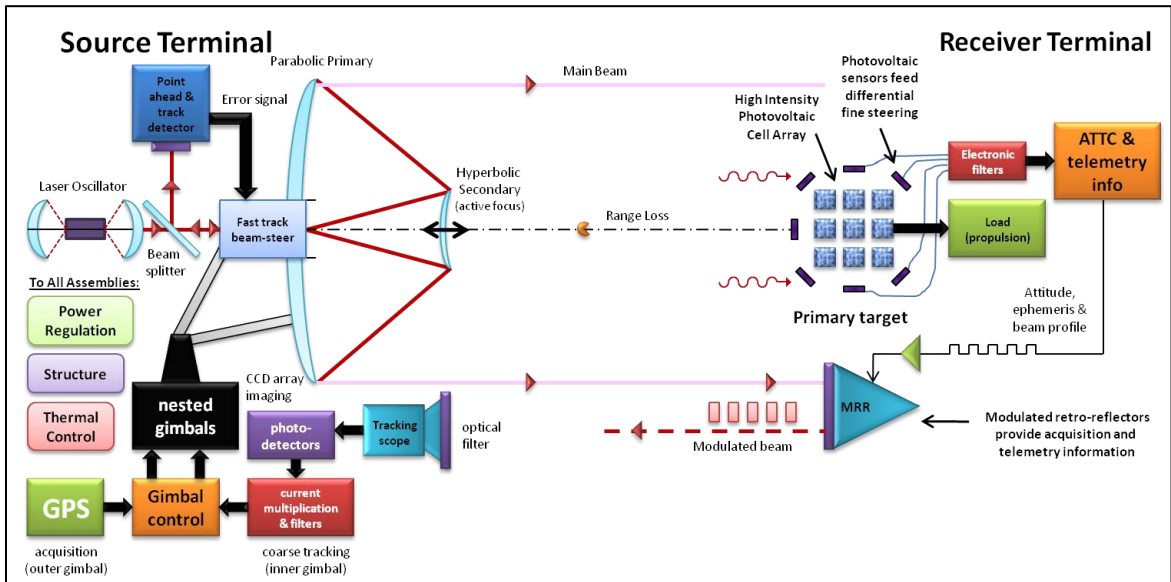 Source Terminal
Receiver Terminal
Point
ahead &
track
detector
Error signal
Parabolic Primary
Main Beam
High Intensity
Photovoltaic
Cell Array
Photovoltaic
sensors feed
differential
fine steering
Electronic
filters
ATTC &
telemetry
info
Laser Oscillator
Beam
splitter
Fast track
beam-steer
Hyperbolic
Secondary
(active focus)
Range Loss
Load
(propulsion)
To All Assemblies:
Power
Regulation
Structure
Thermal
Control
Primary target
Attitude,
ephemeris &
beam profile
nested
gimbals
CCD array
imaging
photo-
detectors
Tracking
scope
optical
filter
Modulated beam
MRR
Modulated retro-reflectors
provide acquisition and
telemetry information
GPS
Gimbal
control
current
multiplication
& filters
acquisition
(outer gimbal)
coarse tracking
(inner gimbal)